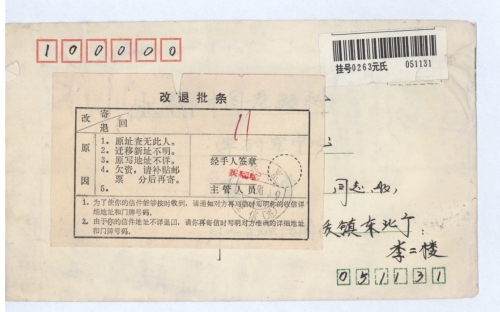 100000
挂号0263元氏 051131
改退批条
改 寄 退 回
原 因
1. 原址查无此人。
2. 迁移新址不明。
3. 原写地址不详。
4. 欠资，请补贴邮
票 分后再寄。
5.
11
经手人签章
主管人员
1. 为了使你的信件能够按时收到，请通知对方再写信时写明你的收信详
细地址和门牌号码。
2. 由于你的信件地址不详退回，请你再寄信时写明对方准确的详细地址
和门牌号码。
同志收
镇东北
李二楼
051131